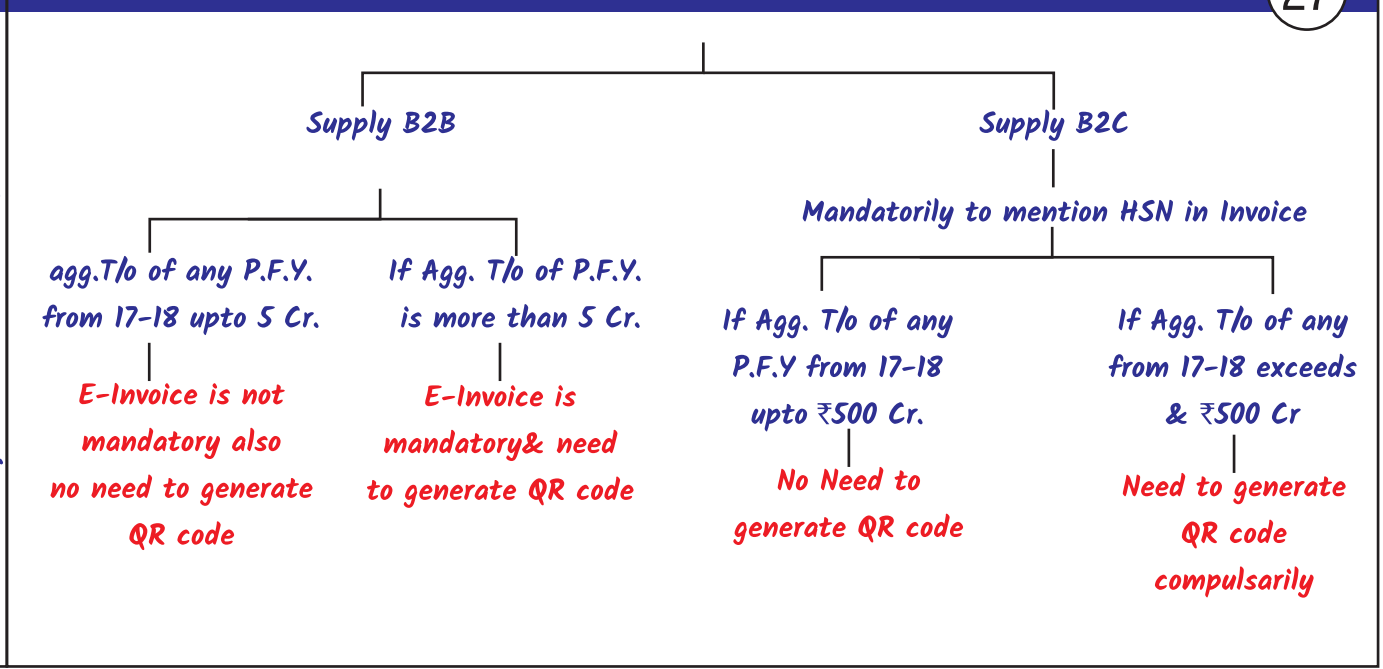 Supply B2B
agg.T/o of any P.F.Y.
from 17-18 upto 5 Cr.
E-Invoice is not
mandatory also
no need to generate
QR code
If Agg. T/o of P.F.Y.
is more than 5 Cr.
E-Invoice is
mandatory& need
to generate QR code
Supply B2C
Mandatorily to mention HSN in Invoice
If Agg. T/o of any
P.F.Y from 17-18
upto ₹500 Cr.
No Need to
generate QR code
If Agg. T/o of any
from 17-18 exceeds
& ₹500 Cr
Need to generate
QR code
compulsarily